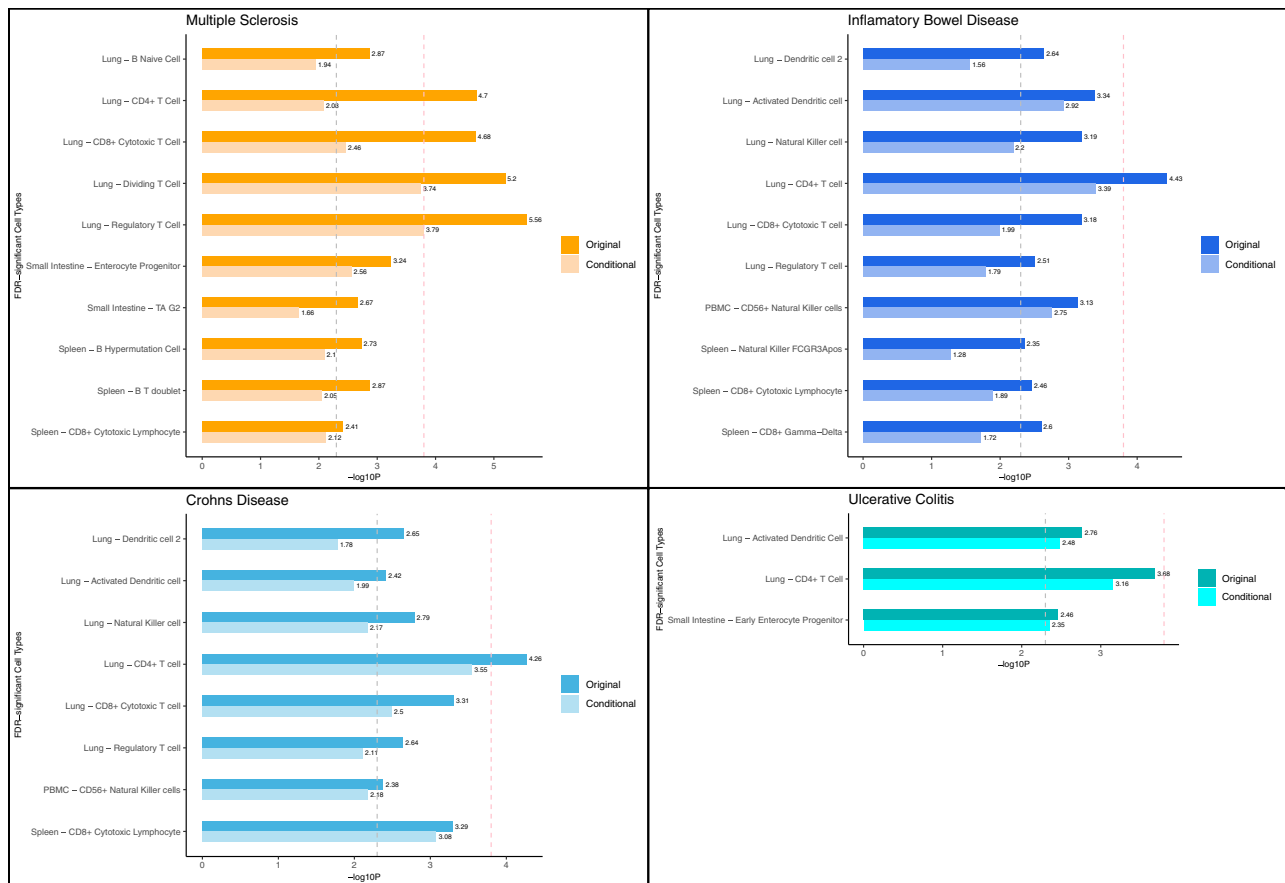 Multiple Sclerosis
FDR−significant Cell Types
Lung − B Naive Cell
2.87
1.94
Lung − CD4+ T Cell
4.7
2.08
Lung − CD8+ Cytotoxic T Cell
4.68
2.46
Lung − Dividing T Cell
5.2
3.74
Lung − Regulatory T Cell
5.56
3.79
Small Intestine − Enterocyte Progenitor
3.24
2.56
Small Intestine − TA G2
2.67
1.66
Spleen − B Hypermutation Cell
2.73
2.1
Spleen − B T doublet
2.87
2.05
Spleen − CD8+ Cytotoxic Lymphocyte
2.41
2.12
0 1 2 3 4 5
−log10P
Original
Conditional
Inflamatory Bowel Disease
FDR−significant Cell Types
Lung − Dendritic cell 2
2.64
1.56
Lung − Activated Dendritic cell
3.34
2.92
Lung − Natural Killer cell
3.19
2.2
Lung − CD4+ T cell
4.43
3.39
Lung − CD8+ Cytotoxic T cell
3.18
1.99
Lung − Regulatory T cell
2.51
1.79
PBMC − CD56+ Natural Killer cells
3.13
2.75
Spleen − Natural Killer FCGR3Apos
2.35
1.28
Spleen − CD8+ Cytotoxic Lymphocyte
2.46
1.89
Spleen − CD8+ Gamma−Delta
2.6
1.72
0 1 2 3 4
−log10P
Original
Conditional
Crohns Disease
FDR−significant Cell Types
Lung − Dendritic cell 2
2.65
1.78
Lung − Activated Dendritic cell
2.42
1.99
Lung − Natural Killer cell
2.79
2.17
Lung − CD4+ T cell
4.26
3.55
Lung − CD8+ Cytotoxic T cell
3.31
2.5
Lung − Regulatory T cell
2.64
2.11
PBMC − CD56+ Natural Killer cells
2.38
2.18
Spleen − CD8+ Cytotoxic Lymphocyte
3.29
3.08
0 1 2 3 4
−log10P
Original
Conditional
Ulcerative Colitis
FDR−significant Cell Types
Lung − Activated Dendritic Cell
2.76
2.48
Lung − CD4+ T Cell
3.68
3.16
Small Intestine − Early Enterocyte Progenitor
2.46
2.35
0 1 2 3
−log10P
Original
Conditional